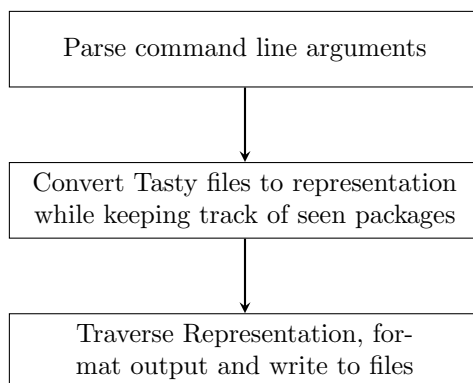 Parse command line arguments
Convert Tasty files to representation
while keeping track of seen packages
Traverse Representation, for-
mat output and write to files